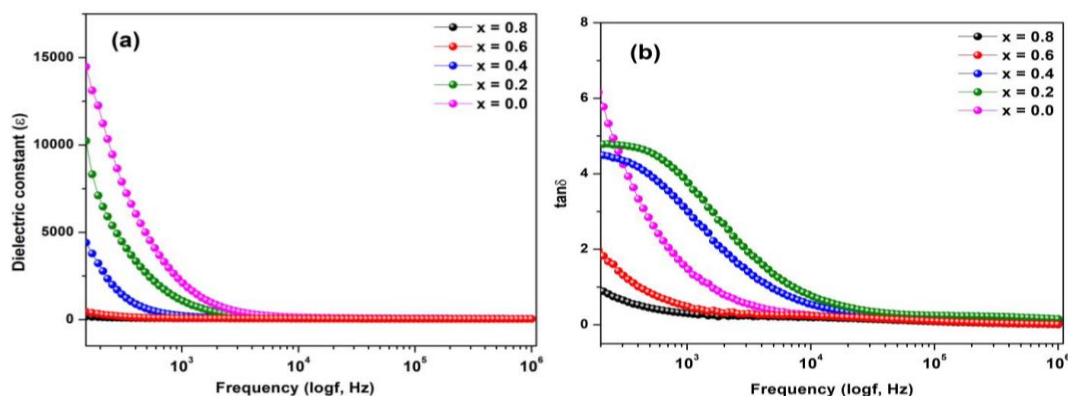 (a)
x = 0.8
x = 0.6
x = 0.4
x = 0.2
x = 0.0
15000
10000
5000
0
Dielectric constant (ε)
10³
10⁴
10⁵
10⁶
Frequency (logf, Hz)
(b)
x = 0.8
x = 0.6
x = 0.4
x = 0.2
x = 0.0
8
6
4
2
0
tanδ
10³
10⁴
10⁵
10⁶
Frequency (logf, Hz)